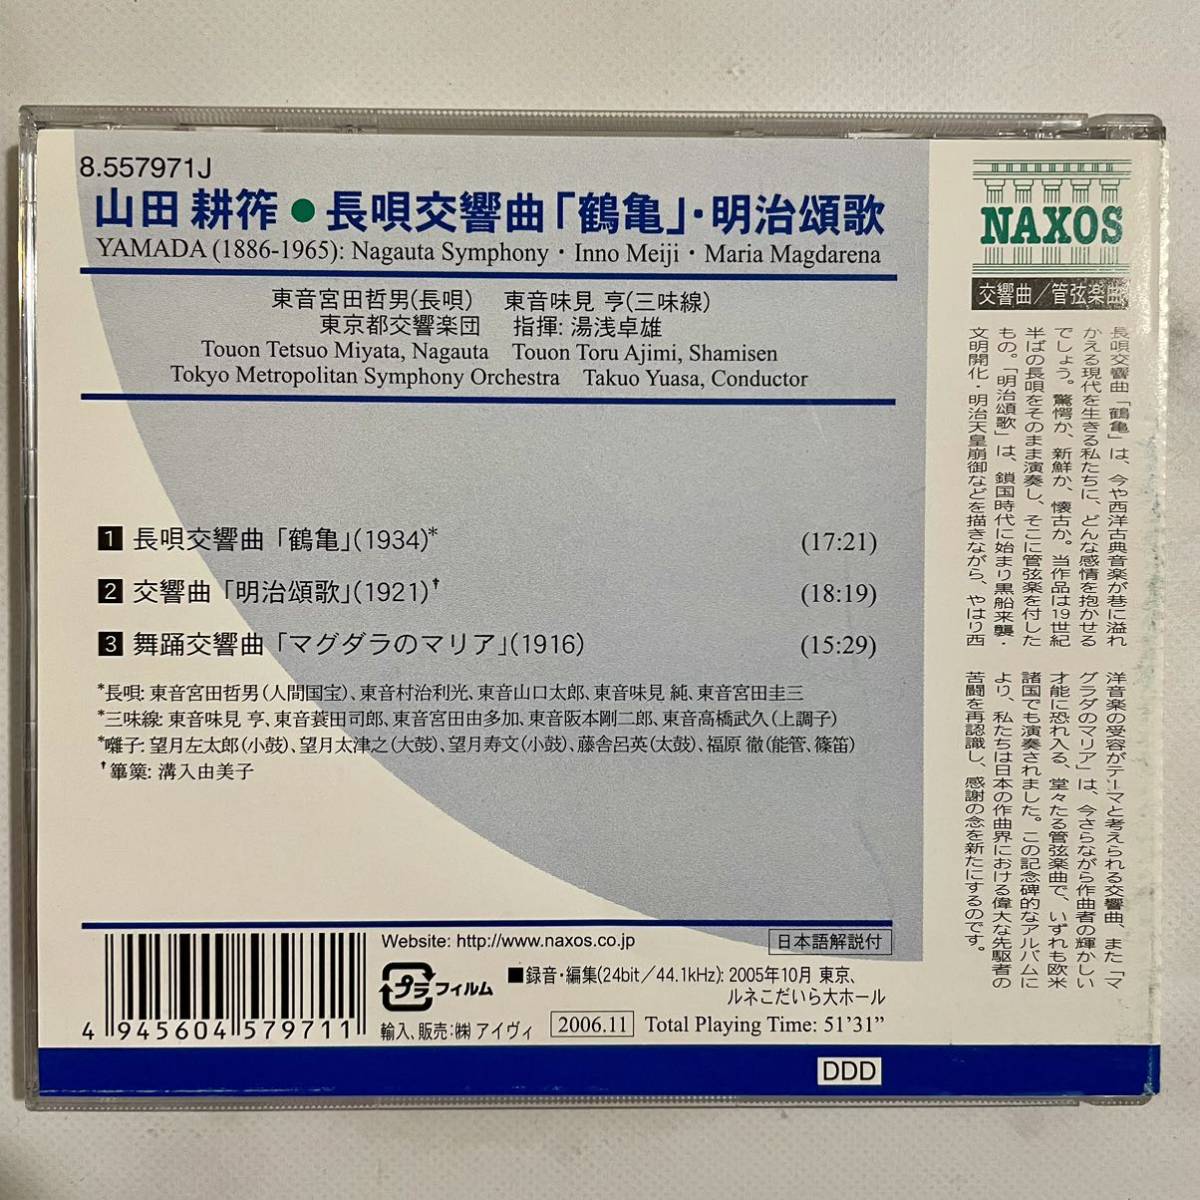 8.557971J
山田 耕筰●長唄交響曲「鶴亀」・明治頌歌
YAMADA (1886-1965): Nagauta Symphony・Inno Meiji・Maria Magdarena
東音宮田哲男(長唄)　東音味見 亨(三味線)
東京都交響楽団　指揮: 湯浅卓雄
Touon Tetsuo Miyata, Nagauta　Touon Toru Ajimi, Shamisen
Tokyo Metropolitan Symphony Orchestra　Takuo Yuasa, Conductor
1 長唄交響曲「鶴亀」(1934)* (17:21)
2 交響曲「明治頌歌」(1921)† (18:19)
3 舞踊交響曲「マグダラのマリア」(1916) (15:29)
*長唄: 東音宮田哲男(人間国宝)、東音村治利光、東音山口太郎、東音味見 純、東音宮田圭三
*三味線: 東音味見 亨、東音蓑田司郎、東音宮田由多加、東音阪本剛二郎、東音高橋武久(上調子)
*囃子: 望月左太郎(小鼓)、望月太津之(大鼓)、望月寿文(小鼓)、藤舎呂英(太鼓)、福原 徹(能管、篠笛)
†篳篥: 溝入由美子
NAXOS
交響曲／管弦楽曲
長唄交響曲「鶴亀」は、今や西洋古典音楽が巷に溢れ
かえる現代を生きる私たちに、どんな感情を抱かせる
でしょう。驚愕か、新鮮か、懐古か。当作品は19世紀
半ばの長唄をそのまま演奏し、そこに管弦楽を付した
もの。「明治頌歌」は、鎖国時代に始まり黒船来襲・
文明開化・明治天皇崩御などを描きながら、やはり西
洋音楽の受容がテーマと考えられる交響曲、また「マ
グラダのマリア」は、今さらながら作曲者の輝かしい
才能に恐れ入る、堂々たる管弦楽曲で、いずれも欧米
諸国でも演奏されました。この記念碑的なアルバムに
より、私たちは日本の作曲界における偉大な先駆者の
苦闘を再認識し、感謝の念を新たにするのです。
Website: http://www.naxos.co.jp
日本語解説付
プラ フィルム
■録音・編集(24bit／44.1kHz): 2005年10月 東京、
ルネこだいら大ホール
4 945604 579711
輸入、販売:㈱ アイヴィ
2006.11
Total Playing Time: 51'31"
DDD